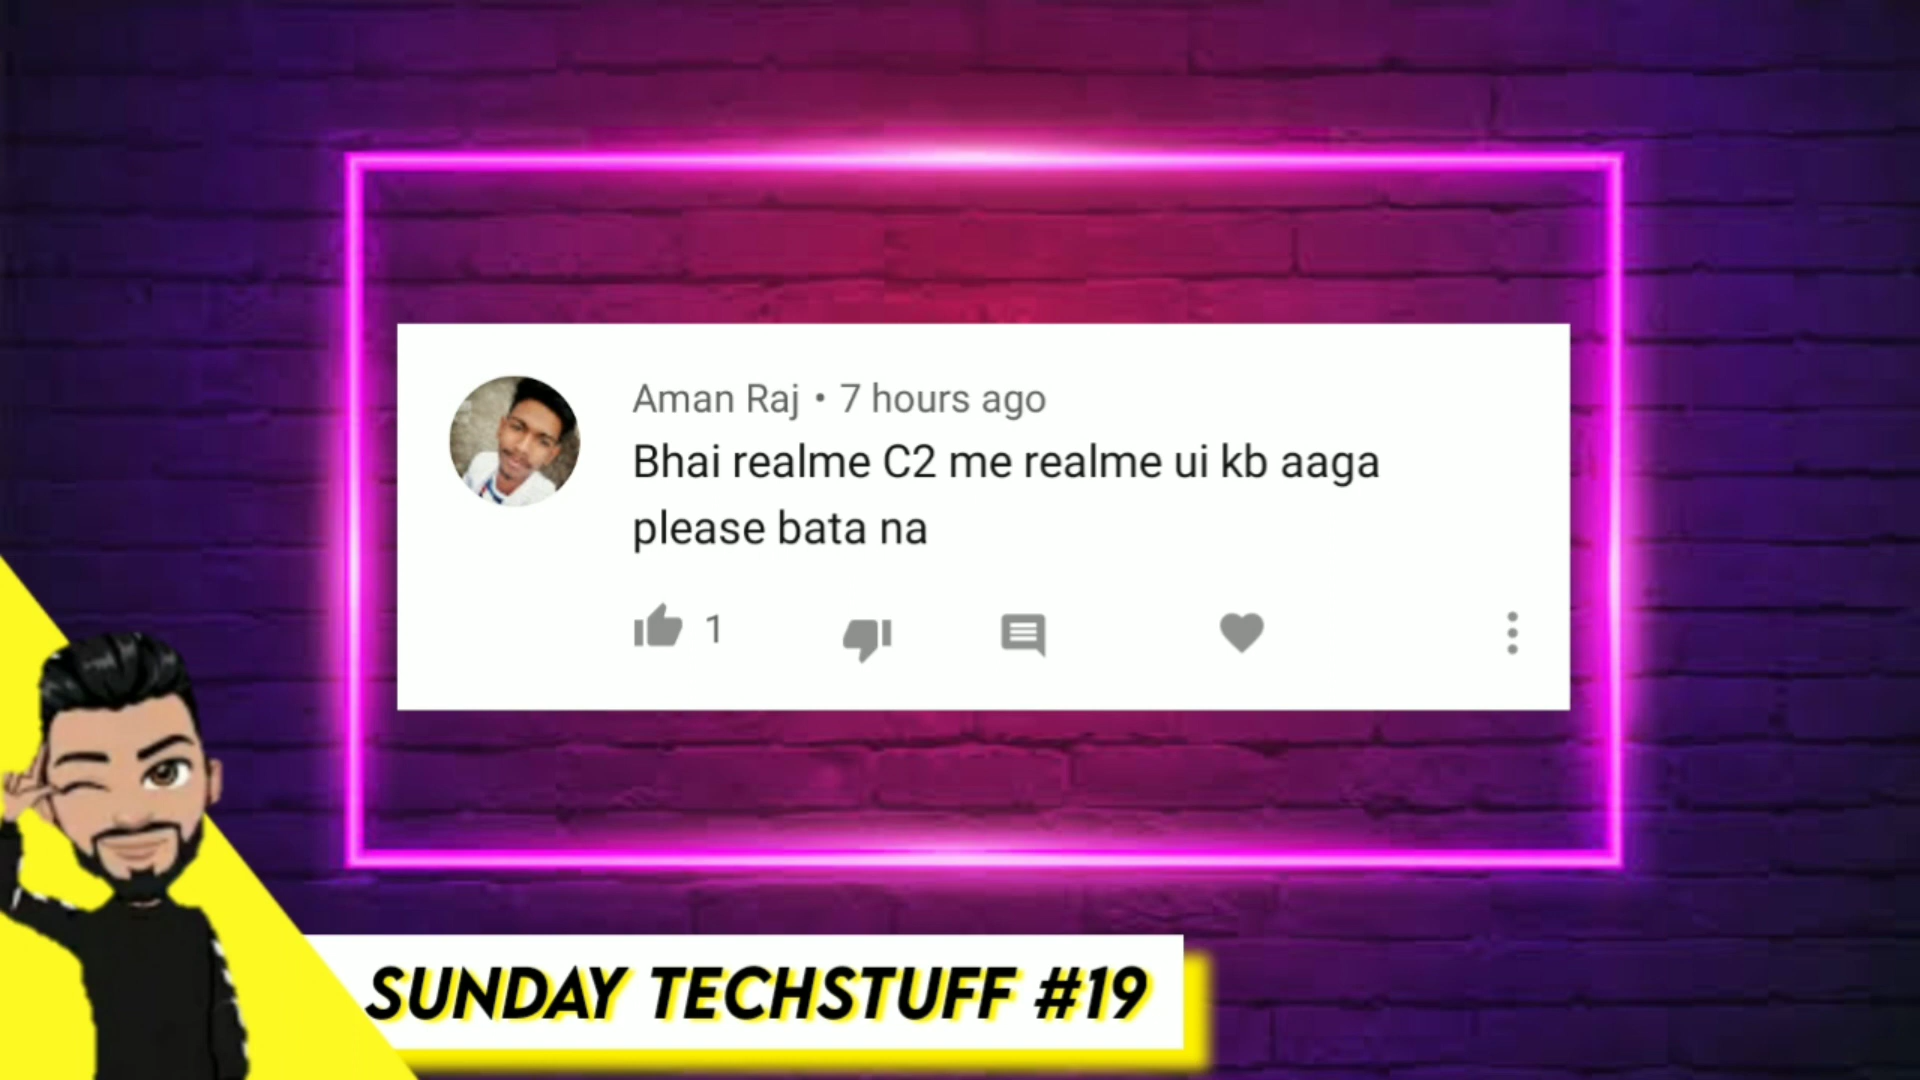 Aman Raj • 7 hours ago
Bhai realme C2 me realme ui kb aaga
please bata na
1
SUNDAY TECHSTUFF #19